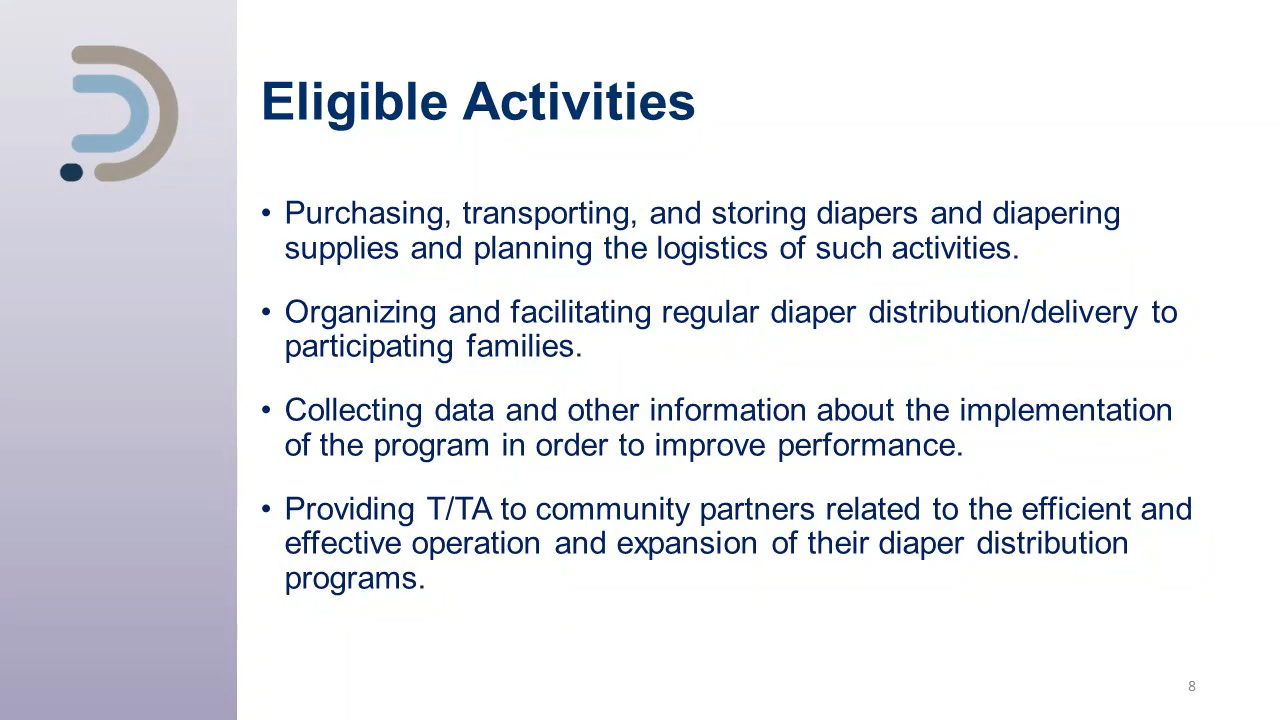 Eligible Activities
• Purchasing, transporting, and storing diapers and diapering
supplies and planning the logistics of such activities.
• Organizing and facilitating regular diaper distribution/delivery to
participating families.
• Collecting data and other information about the implementation
of the program in order to improve performance.
• Providing T/TA to community partners related to the efficient and
effective operation and expansion of their diaper distribution
programs.
8